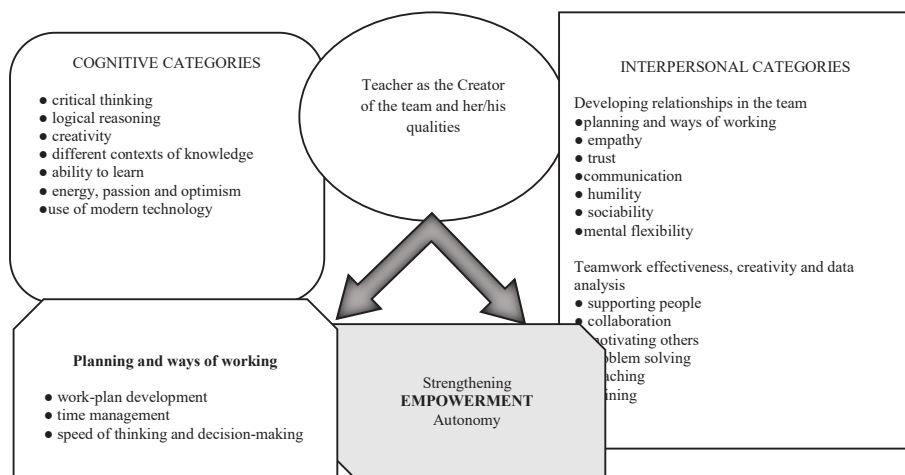 COGNITIVE CATEGORIES
● critical thinking
● logical reasoning
● creativity
● different contexts of knowledge
● ability to learn
● energy, passion and optimism
●use of modern technology
Teacher as the Creator
of the team and her/his
qualities
INTERPERSONAL CATEGORIES
Developing relationships in the team
●planning and ways of working
● empathy
● trust
●communication
● humility
● sociability
●mental flexibility
Teamwork effectiveness, creativity and data
analysis
● supporting people
● collaboration
others
solving
Planning and ways of working
● work-plan development
● time management
● speed of thinking and decision-making
Strengthening
EMPOWERMENT
Autonomy